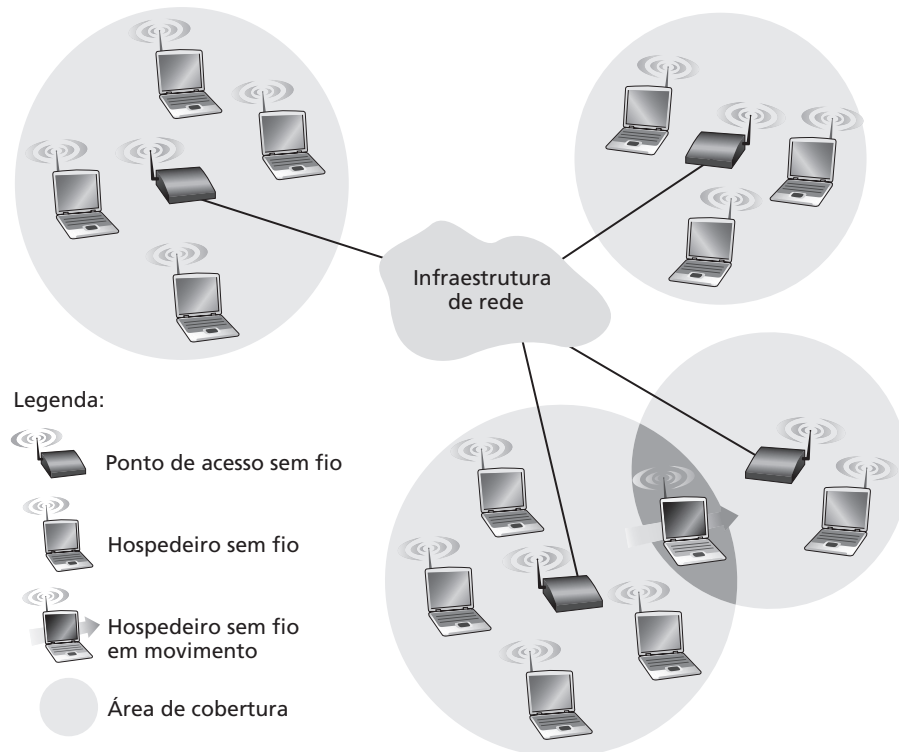 Infraestrutura
de rede
Legenda:
Ponto de acesso sem fio
Hospedeiro sem fio
Hospedeiro sem fio
em movimento
Área de cobertura